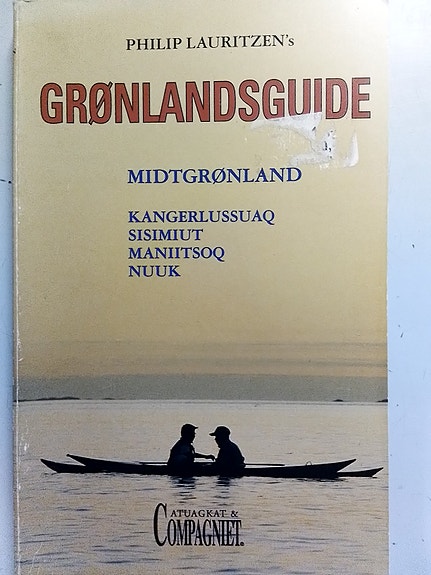 PHILIP LAURITZEN's
GRØNLANDSGUIDE
MIDTGRØNLAND
KANGERLUSSUAQ
SISIMIUT
MANIITSOQ
NUUK
ATUAGKAT &
COMPAGNIET.